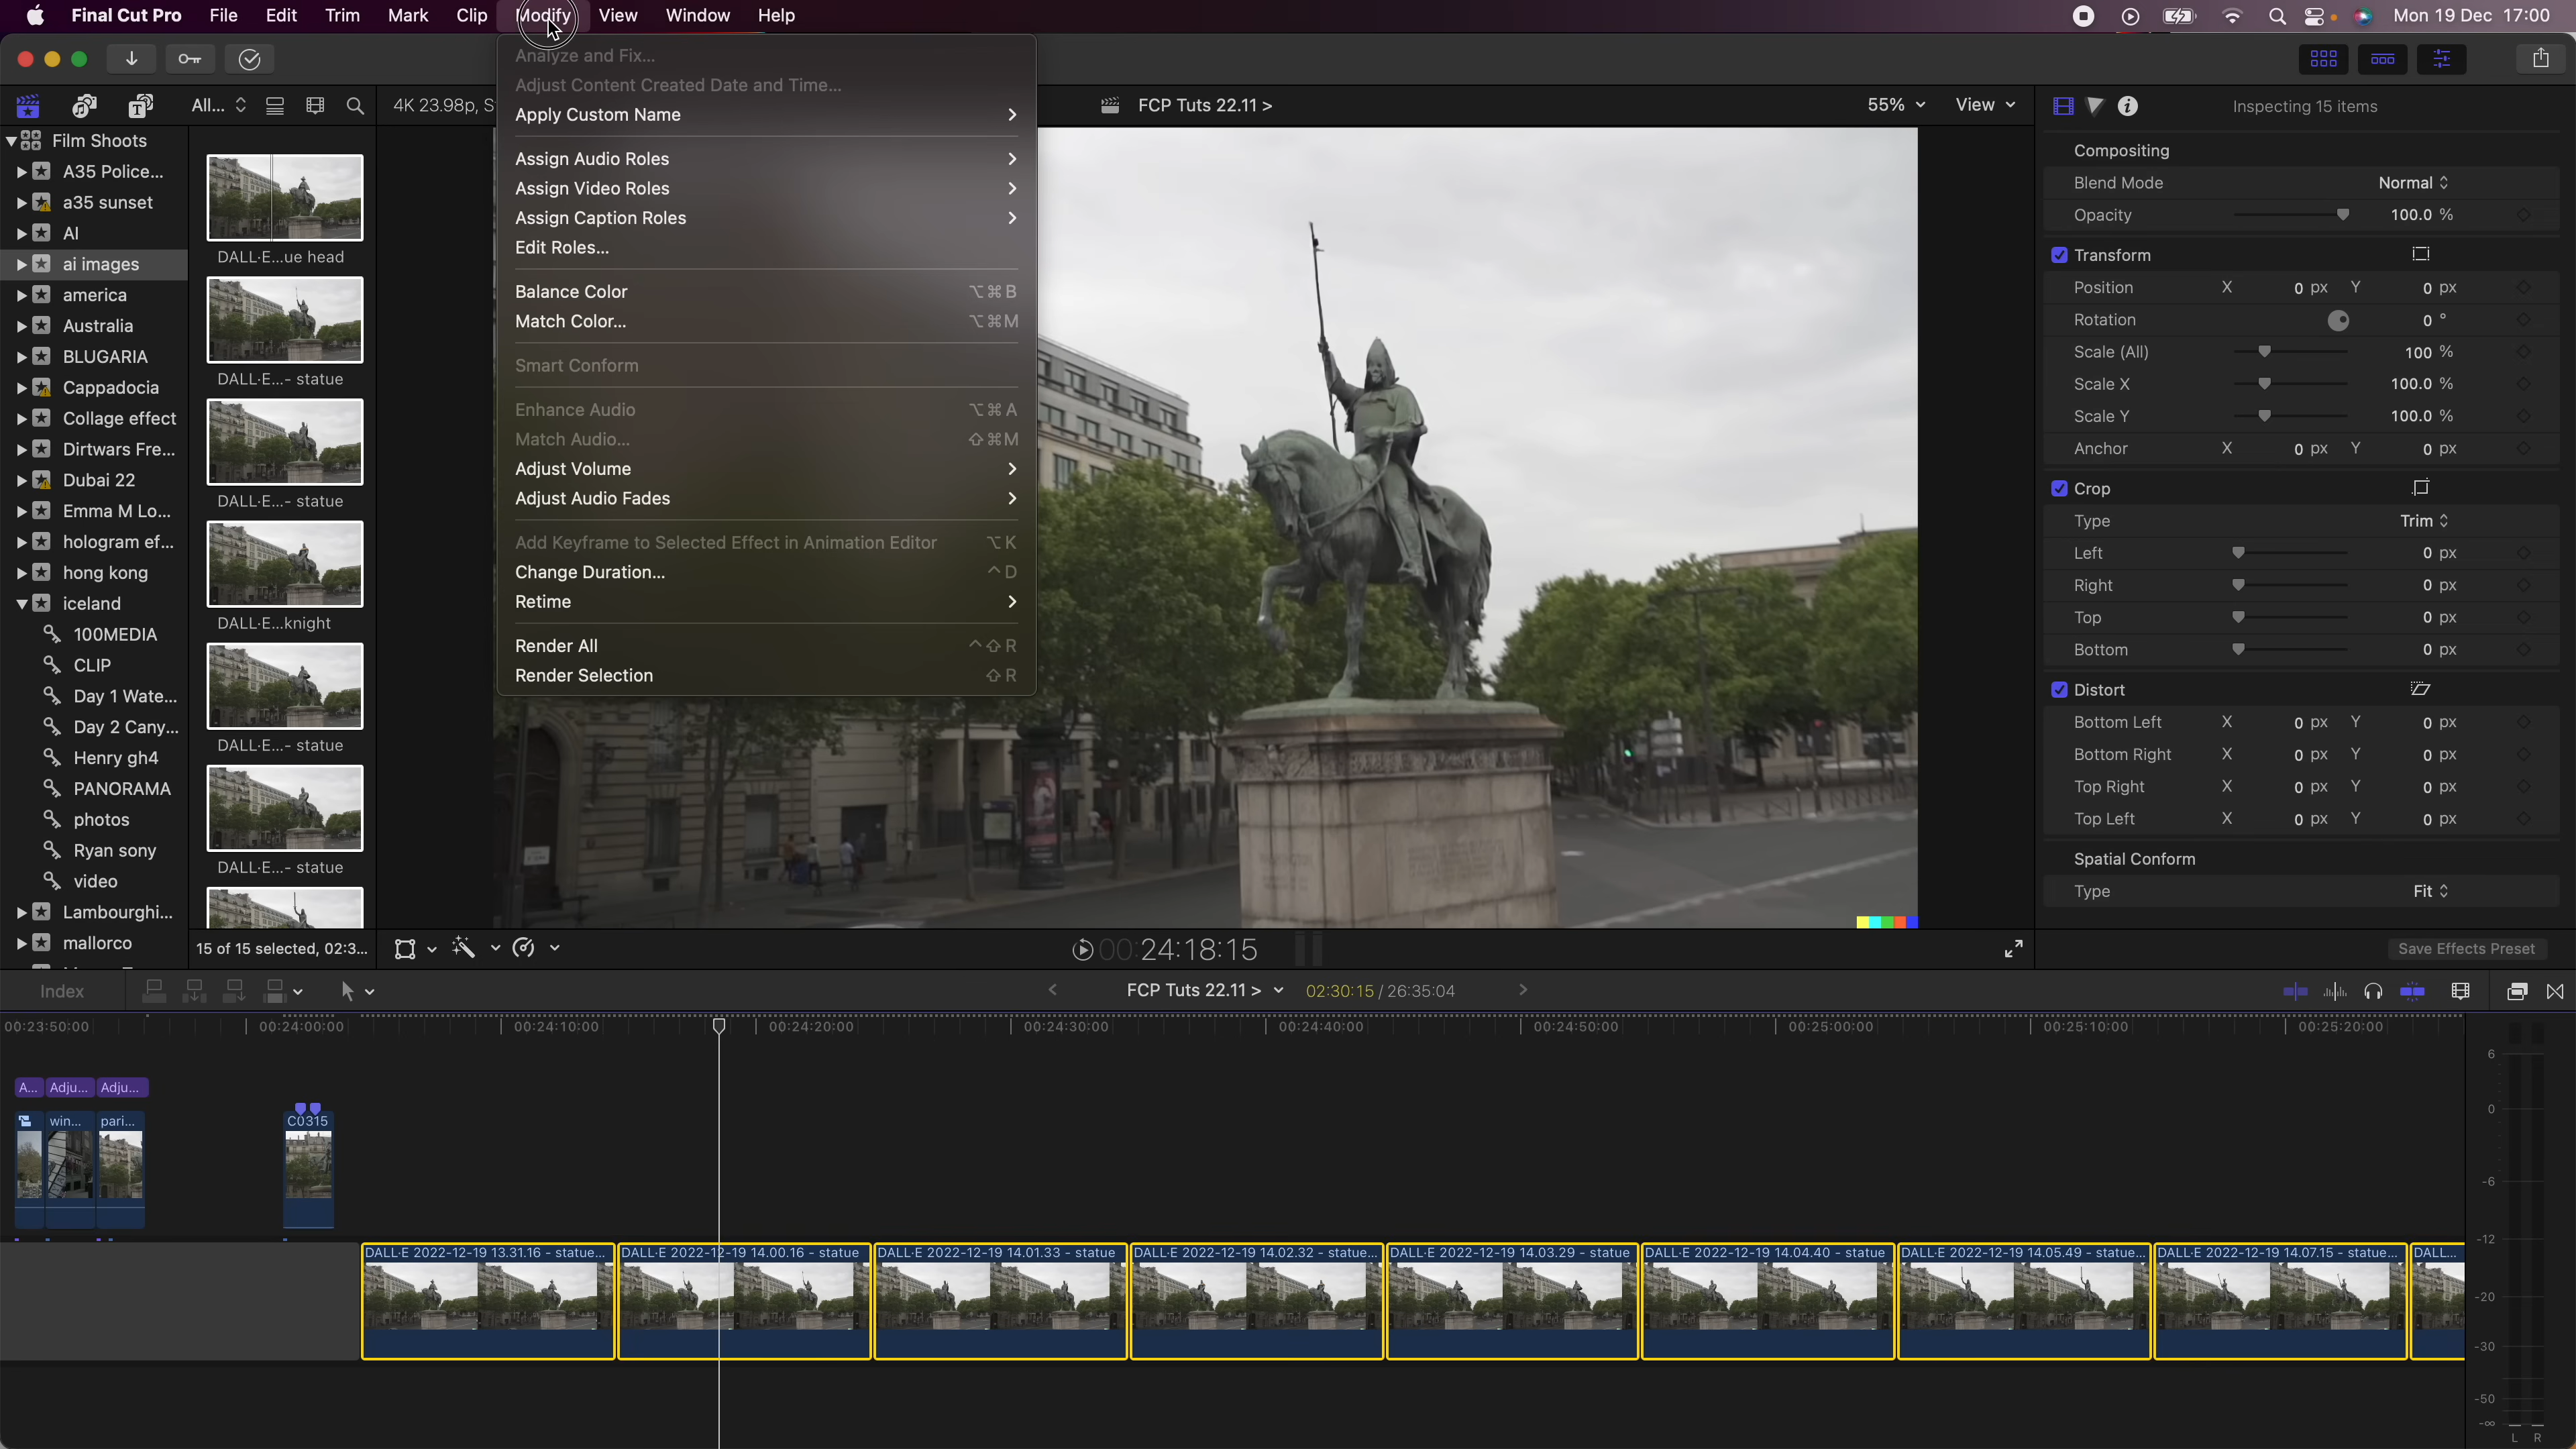 Final Cut Pro File Edit Trim Mark Clip Modify View Window Help Mon 19 Dec 17:00
All... 4K 23.98p, S FCP Tuts 22.11 > 55% View Inspecting 15 items
Film Shoots
A35 Police...
a35 sunset
AI
ai images
america
Australia
BLUGARIA
Cappadocia
Collage effect
Dirtwars Fre...
Dubai 22
Emma M Lo...
hologram ef...
hong kong
iceland
100MEDIA
CLIP
Day 1 Wate...
Day 2 Cany...
Henry gh4
PANORAMA
photos
Ryan sony
video
Lambourghi...
mallorco
DALL·E...ue head
DALL·E...- statue
DALL·E...- statue
DALL·E...knight
DALL·E...- statue
DALL·E...- statue
15 of 15 selected, 02:3...
Analyze and Fix...
Adjust Content Created Date and Time...
Apply Custom Name
Assign Audio Roles
Assign Video Roles
Assign Caption Roles
Edit Roles...
Balance Color ⌥⌘B
Match Color... ⌥⌘M
Smart Conform
Enhance Audio ⌥⌘A
Match Audio... ⇧⌘M
Adjust Volume
Adjust Audio Fades
Add Keyframe to Selected Effect in Animation Editor ⌥K
Change Duration... ^D
Retime
Render All ^⇧R
Render Selection ⇧R
Compositing
Blend Mode Normal
Opacity 100.0 %
Transform
Position X 0 px Y 0 px
Rotation 0 °
Scale (All) 100 %
Scale X 100.0 %
Scale Y 100.0 %
Anchor X 0 px Y 0 px
Crop
Type Trim
Left 0 px
Right 0 px
Top 0 px
Bottom 0 px
Distort
Bottom Left X 0 px Y 0 px
Bottom Right X 0 px Y 0 px
Top Right X 0 px Y 0 px
Top Left X 0 px Y 0 px
Spatial Conform
Type Fit
00:24:18:15
Save Effects Preset
Index FCP Tuts 22.11 > 02:30:15 / 26:35:04
00:23:50:00 00:24:00:00 00:24:10:00 00:24:20:00 00:24:30:00 00:24:40:00 00:24:50:00 00:25:00:00 00:25:10:00 00:25:20:00
A... Adju... Adju...
win... pari... C0315
DALL·E 2022-12-19 13.31.16 - statue... DALL·E 2022-12-19 14.00.16 - statue DALL·E 2022-12-19 14.01.33 - statue DALL·E 2022-12-19 14.02.32 - statue... DALL·E 2022-12-19 14.03.29 - statue DALL·E 2022-12-19 14.04.40 - statue DALL·E 2022-12-19 14.05.49 - statue... DALL·E 2022-12-19 14.07.15 - statue... DALL...
6
0
-6
-12
-20
-30
-50
-∞
L R